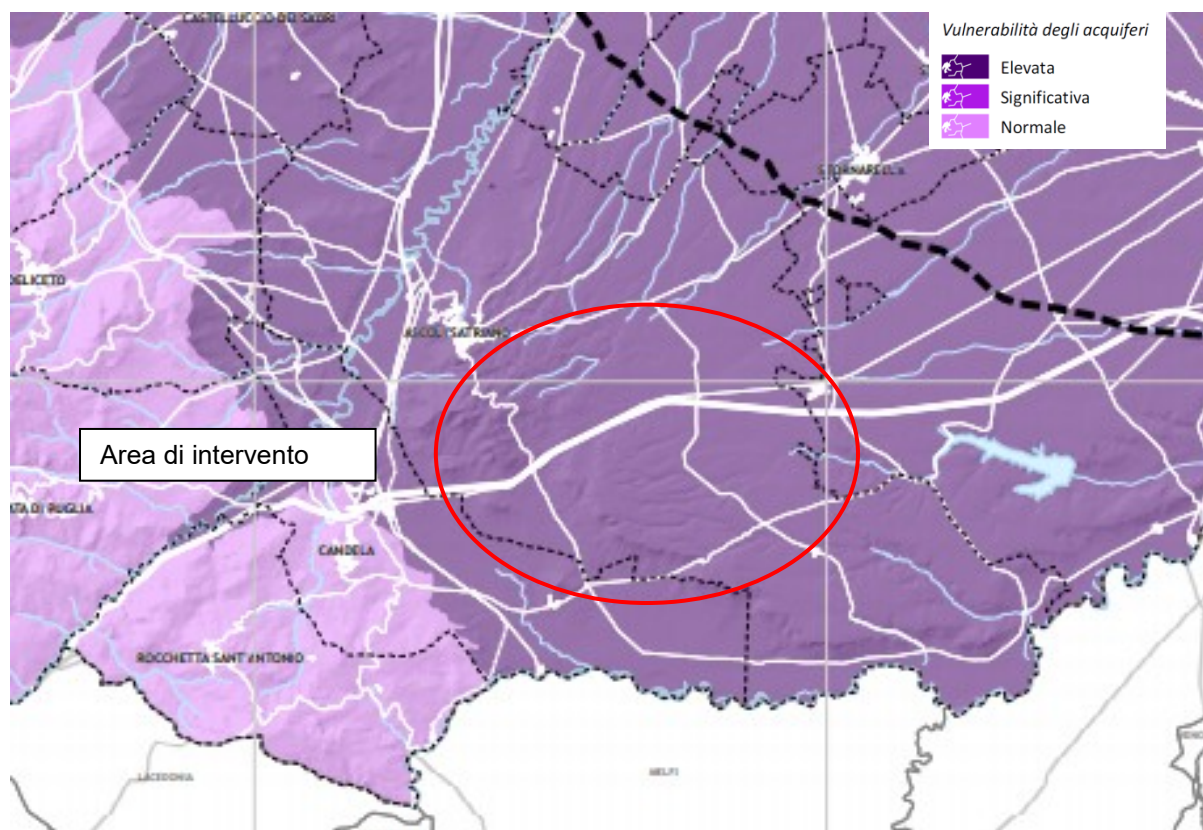 CASTELLUCCIO DEI SAURI
Vulnerabilità degli acquiferi
Elevata
Significativa
Normale
STORNARELLA
DELICETO
ASCOLI SATRIANO
Area di intervento
CANDELA
ROCCHETTA SANT'ANTONIO
LACEDONIA
MELFI